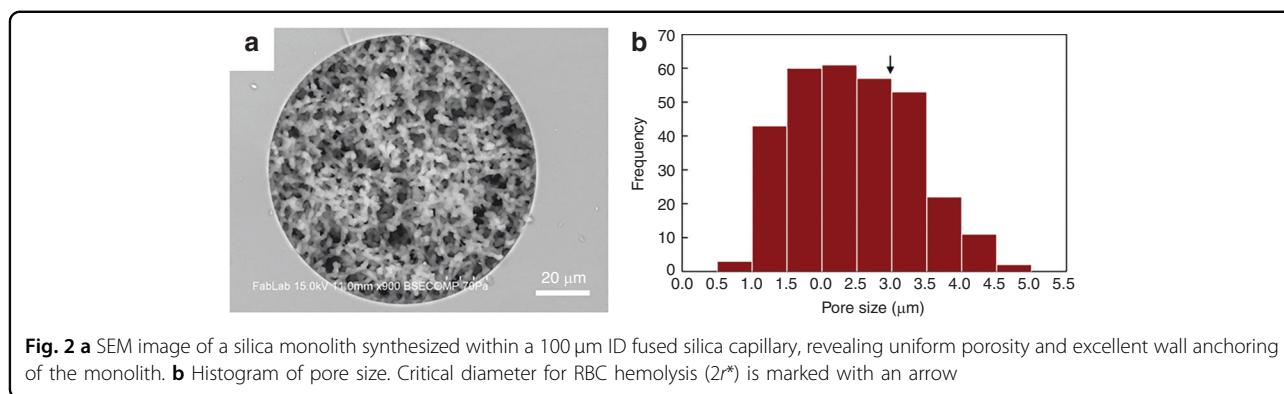 a
FabLab 15.0kV 11.0mm x900 BSECOMP 70Pa
20 μm
b
70
60
50
40
30
20
10
0
Frequency
0.0 0.5 1.0 1.5 0.0 2.5 3.0 3.5 4.0 4.5 5.0 5.5
Pore size (μm)
Fig. 2 a SEM image of a silica monolith synthesized within a 100 μm ID fused silica capillary, revealing uniform porosity and excellent wall anchoring
of the monolith. b Histogram of pore size. Critical diameter for RBC hemolysis (2r*) is marked with an arrow